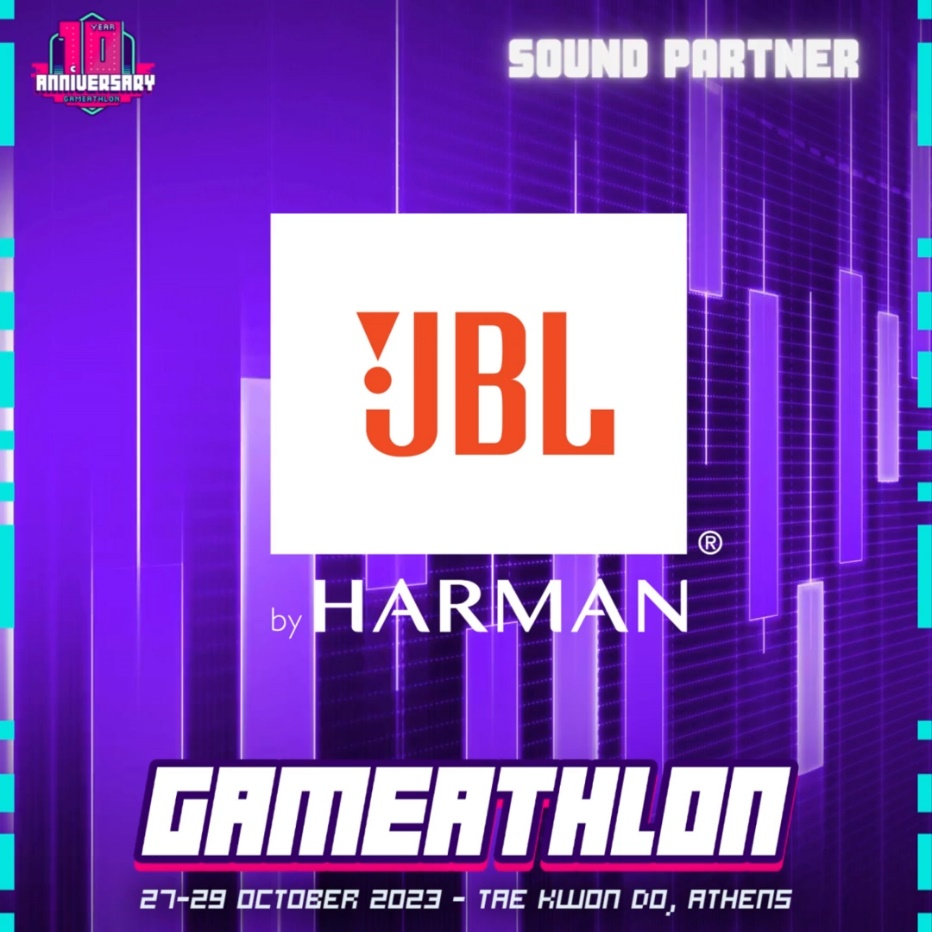 10
YEAR
ANNIVERSARY
GAMEATHLON
SOUND PARTNER
JBL
®
by HARMAN
GAMEATHLON
27-29 OCTOBER 2023 - TAE KWON DO, ATHENS